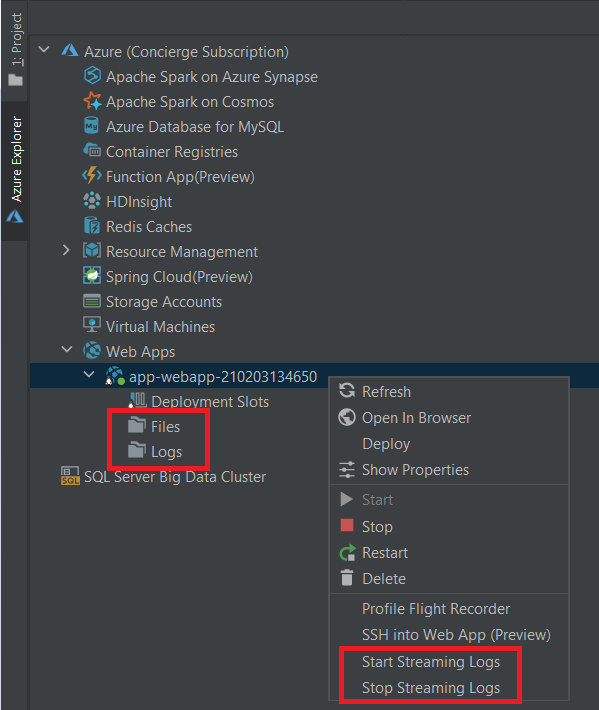 1: Project
Azure Explorer
Azure (Concierge Subscription)
Apache Spark on Azure Synapse
Apache Spark on Cosmos
My
Azure Database for MySQL
Container Registries
Function App(Preview)
HDInsight
Redis Caches
Resource Management
Spring Cloud(Preview)
Storage Accounts
Virtual Machines
Web Apps
app-webapp-210203134650
Deployment Slots
Files
Logs
SQL
SQL Server Big Data Cluster
Refresh
Open In Browser
Deploy
Show Properties
Start
Stop
Restart
Delete
Profile Flight Recorder
SSH into Web App (Preview)
Start Streaming Logs
Stop Streaming Logs